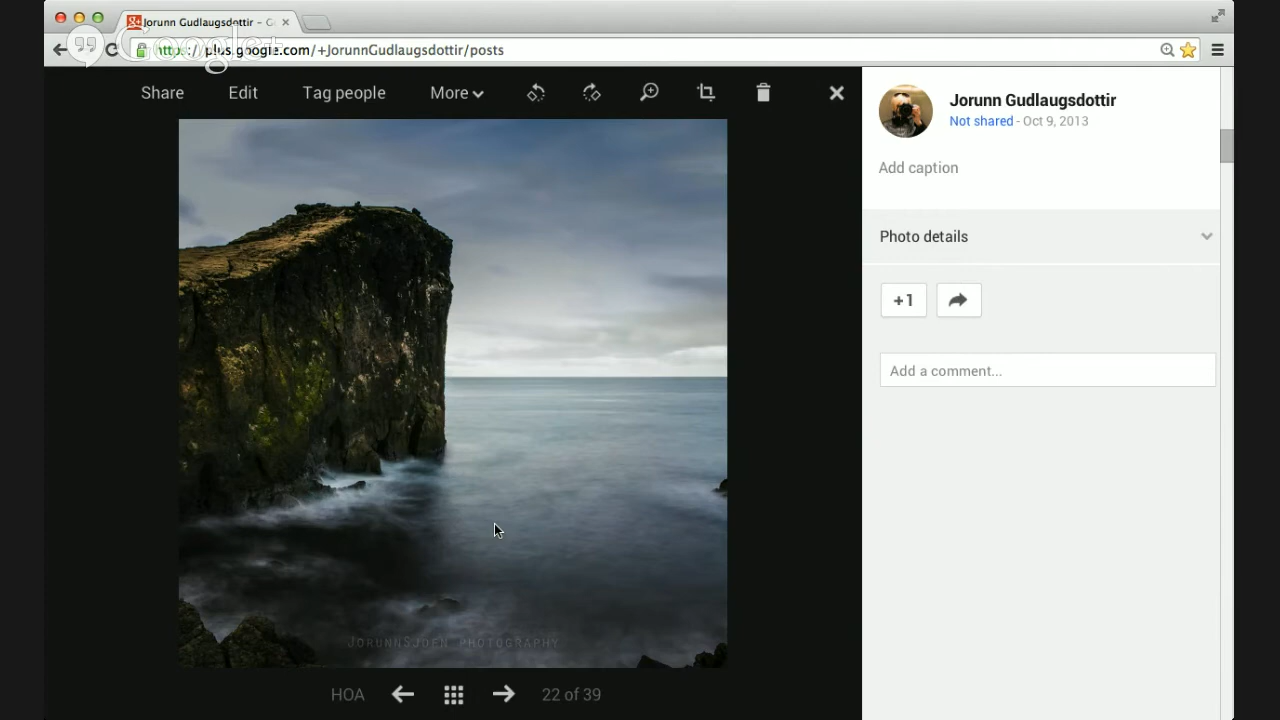 Jorunn Gudlaugsdottir - G
https://plus.google.com/+JorunnGudlaugsdottir/posts
Google+
Share Edit Tag people More
Jorunn Gudlaugsdottir
Not shared - Oct 9, 2013
Add caption
Photo details
+1
Add a comment...
PHOTOGRAPHY
HOA 22 of 39